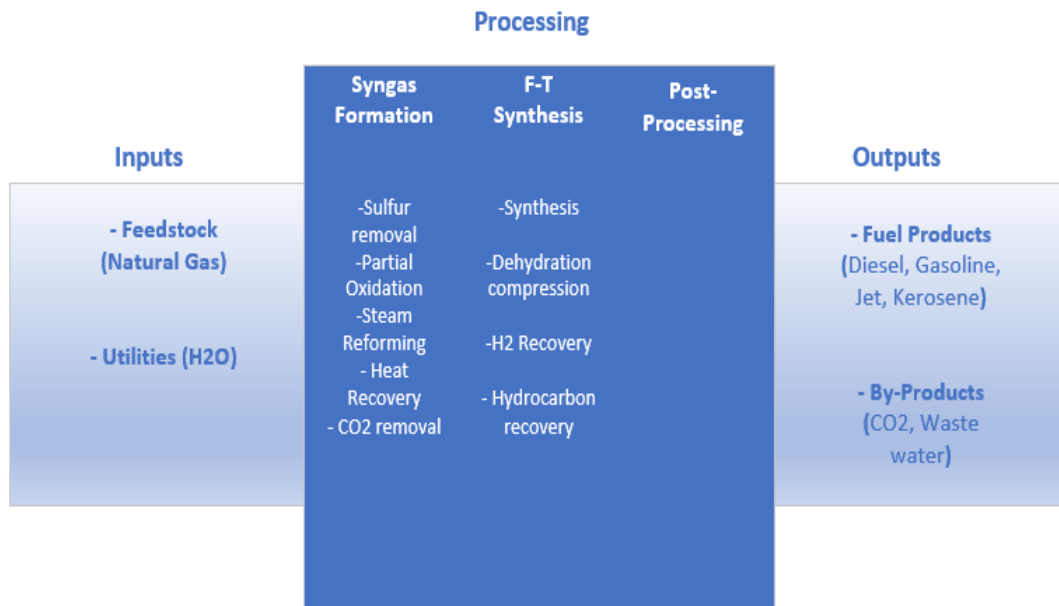 Processing
Syngas
Formation
F-T
Synthesis
Post-
Processing
Inputs
Outputs
- Feedstock
(Natural Gas)
- Utilities (H2O)
-Sulfur
removal
-Partial
Oxidation
-Steam
Reforming
- Heat
Recovery
- CO2 removal
-Synthesis
-Dehydration
compression
-H2 Recovery
- Hydrocarbon
recovery
- Fuel Products
(Diesel, Gasoline,
Jet, Kerosene)
- By-Products
(CO2, Waste
water)